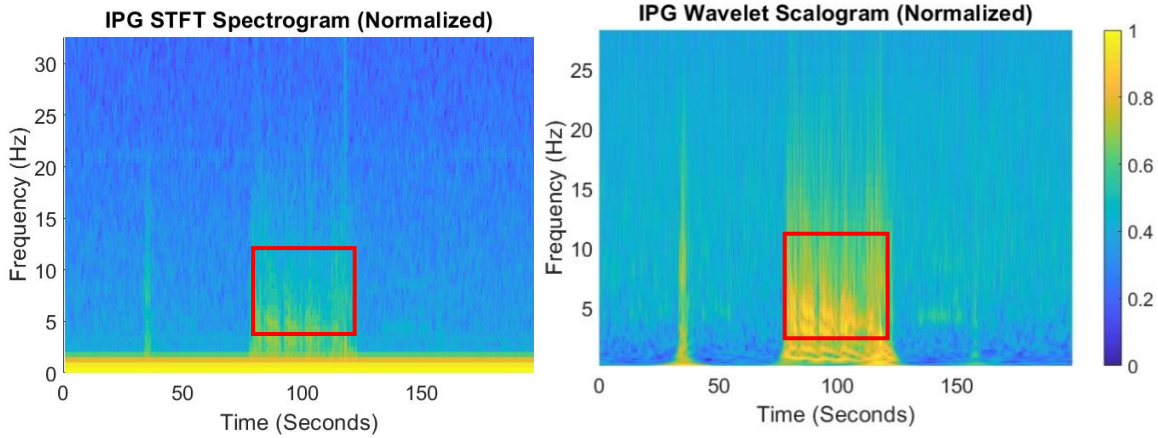 IPG STFT Spectrogram (Normalized)
30
25
20
15
10
5
0
Frequency (Hz)
0 50 100 150
Time (Seconds)
IPG Wavelet Scalogram (Normalized)
25
20
15
10
5
Frequency (Hz)
0 50 100 150
Time (Seconds)
1
0.8
0.6
0.4
0.2
0